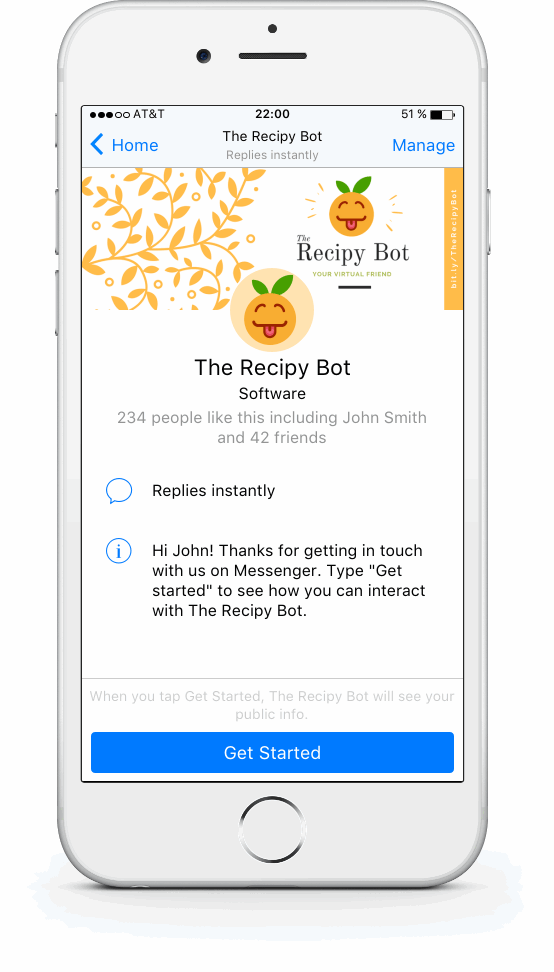 AT&T 22:00 51 %
Home The Recipy Bot Manage
Replies instantly
The
Recipy Bot
YOUR VIRTUAL FRIEND
bit.ly/TheRecipyBot
The Recipy Bot
Software
234 people like this including John Smith
and 42 friends
Replies instantly
Hi John! Thanks for getting in touch
with us on Messenger. Type "Get
started" to see how you can interact
with The Recipy Bot.
When you tap Get Started, The Recipy Bot will see your
public info.
Get Started